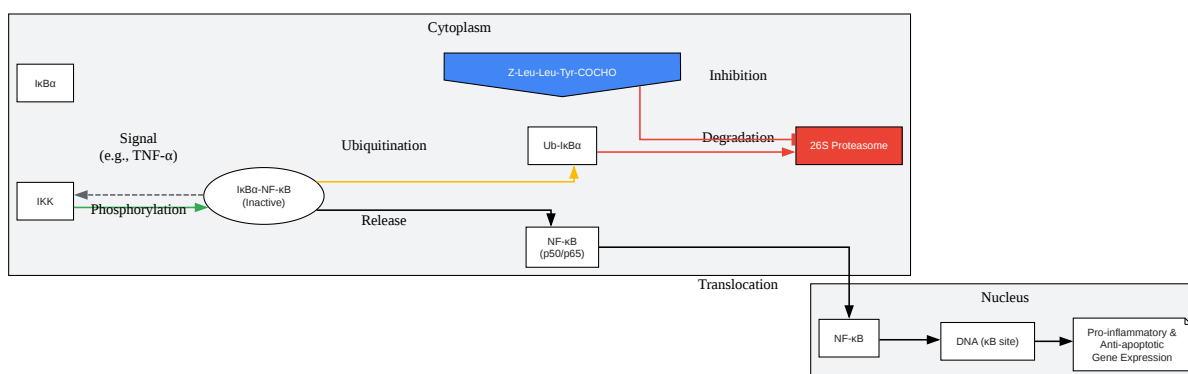 Cytoplasm
Z-Leu-Leu-Tyr-COCHO
Inhibition
IκBα
Signal
(e.g., TNF-α)
Ubiquitination
Ub-IκBα
Degradation
26S Proteasome
IKK
Phosphorylation
IκBα-NF-κB
(Inactive)
Release
NF-κB
(p50/p65)
Translocation
Nucleus
NF-κB
DNA (κB site)
Pro-inflammatory &
Anti-apoptotic
Gene Expression